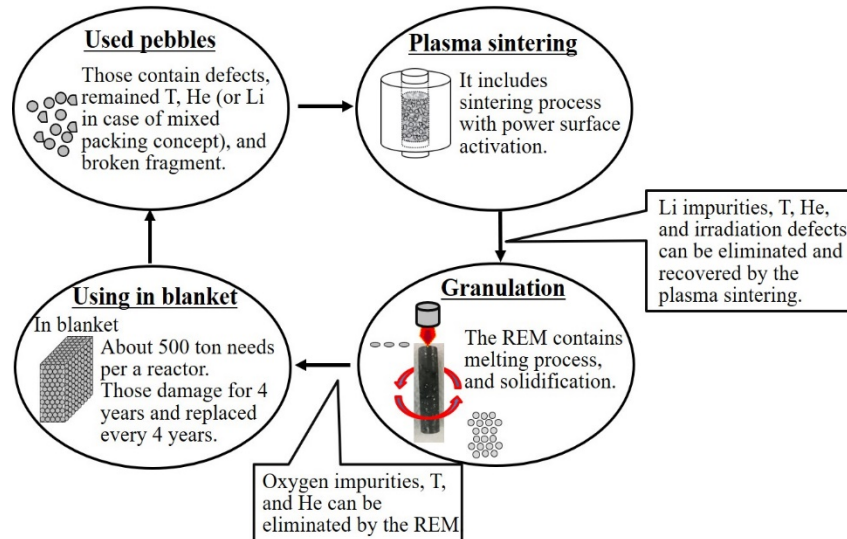 Used pebbles
Those contain defects,
remained T, He (or Li
in case of mixed
packing concept), and
broken fragment.
Plasma sintering
It includes
sintering process
with power surface
activation.
Li impurities, T, He,
and irradiation defects
can be eliminated and
recovered by the
plasma sintering.
Granulation
The REM contains
melting process,
and solidification.
Oxygen impurities, T,
and He can be
eliminated by the REM
Using in blanket
In blanket
About 500 ton needs
per a reactor.
Those damage for 4
years and replaced
every 4 years.